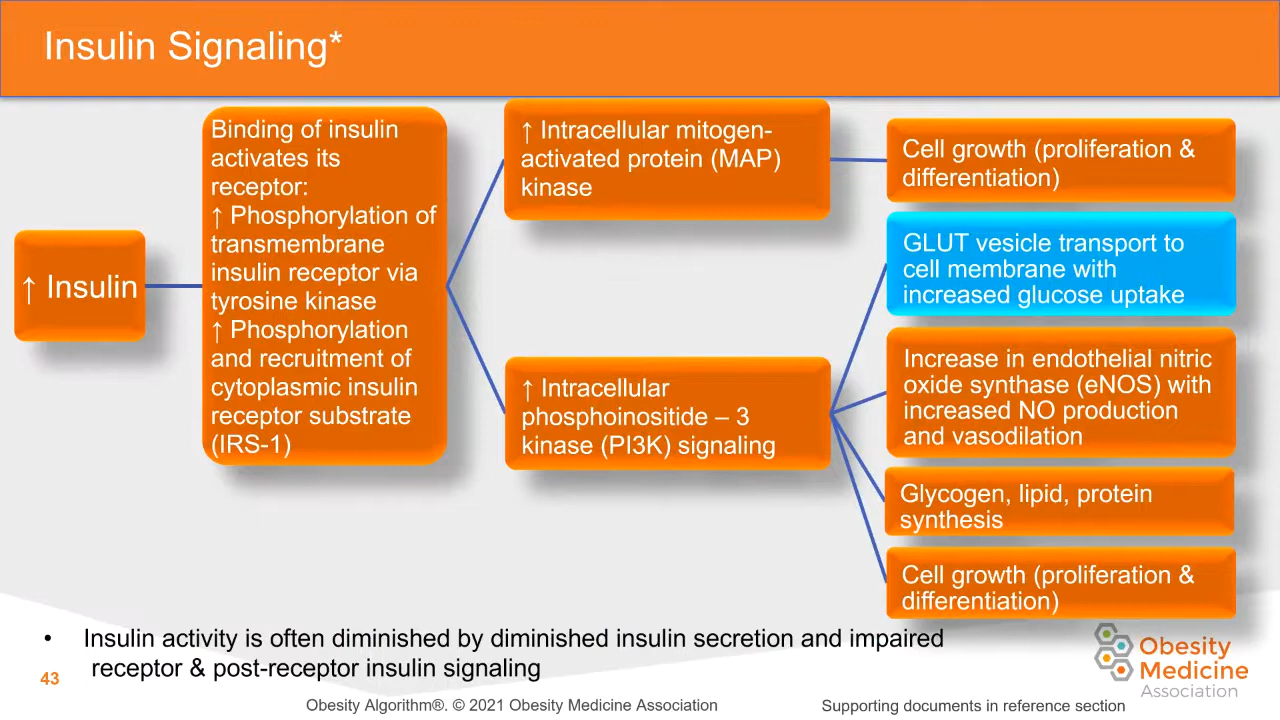 Insulin Signaling*
↑ Insulin
Binding of insulin
activates its
receptor:
↑ Phosphorylation of
transmembrane
insulin receptor via
tyrosine kinase
↑ Phosphorylation
and recruitment of
cytoplasmic insulin
receptor substrate
(IRS-1)
↑ Intracellular mitogen-
activated protein (MAP)
kinase
↑ Intracellular
phosphoinositide – 3
kinase (PI3K) signaling
Cell growth (proliferation &
differentiation)
GLUT vesicle transport to
cell membrane with
increased glucose uptake
Increase in endothelial nitric
oxide synthase (eNOS) with
increased NO production
and vasodilation
Glycogen, lipid, protein
synthesis
Cell growth (proliferation &
differentiation)
• Insulin activity is often diminished by diminished insulin secretion and impaired
receptor & post-receptor insulin signaling
43
Obesity Algorithm®. © 2021 Obesity Medicine Association
Supporting documents in reference section
Obesity
Medicine
Association